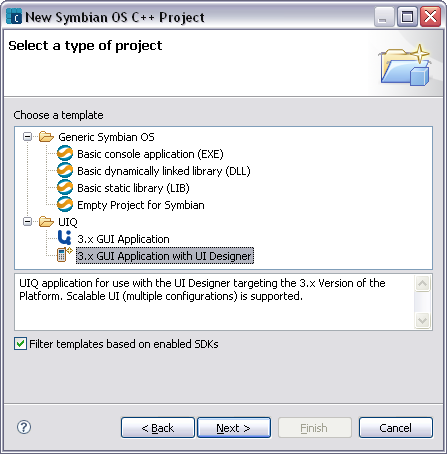 New Symbian OS C++ Project
Select a type of project
Choose a template
Generic Symbian OS
Basic console application (EXE)
Basic dynamically linked library (DLL)
Basic static library (LIB)
Empty Project for Symbian
UIQ
3.x GUI Application
3.x GUI Application with UI Designer
UIQ application for use with the UI Designer targeting the 3.x Version of the
Platform. Scalable UI (multiple configurations) is supported.
Filter templates based on enabled SDKs
? < Back Next > Finish Cancel